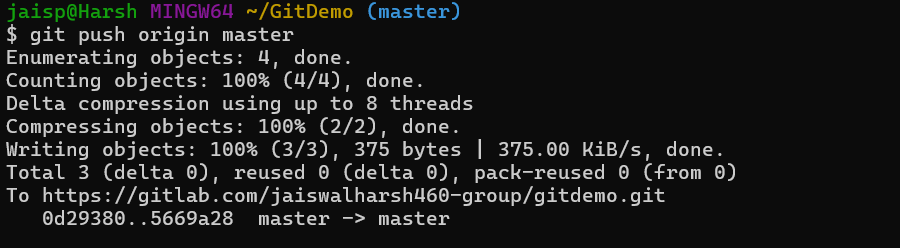 jaisp@Harsh MINGW64 ~/GitDemo (master)
$ git push origin master
Enumerating objects: 4, done.
Counting objects: 100% (4/4), done.
Delta compression using up to 8 threads
Compressing objects: 100% (2/2), done.
Writing objects: 100% (3/3), 375 bytes | 375.00 KiB/s, done.
Total 3 (delta 0), reused 0 (delta 0), pack-reused 0 (from 0)
To https://gitlab.com/jaiswalharsh460-group/gitdemo.git
   0d29380..5669a28  master -> master